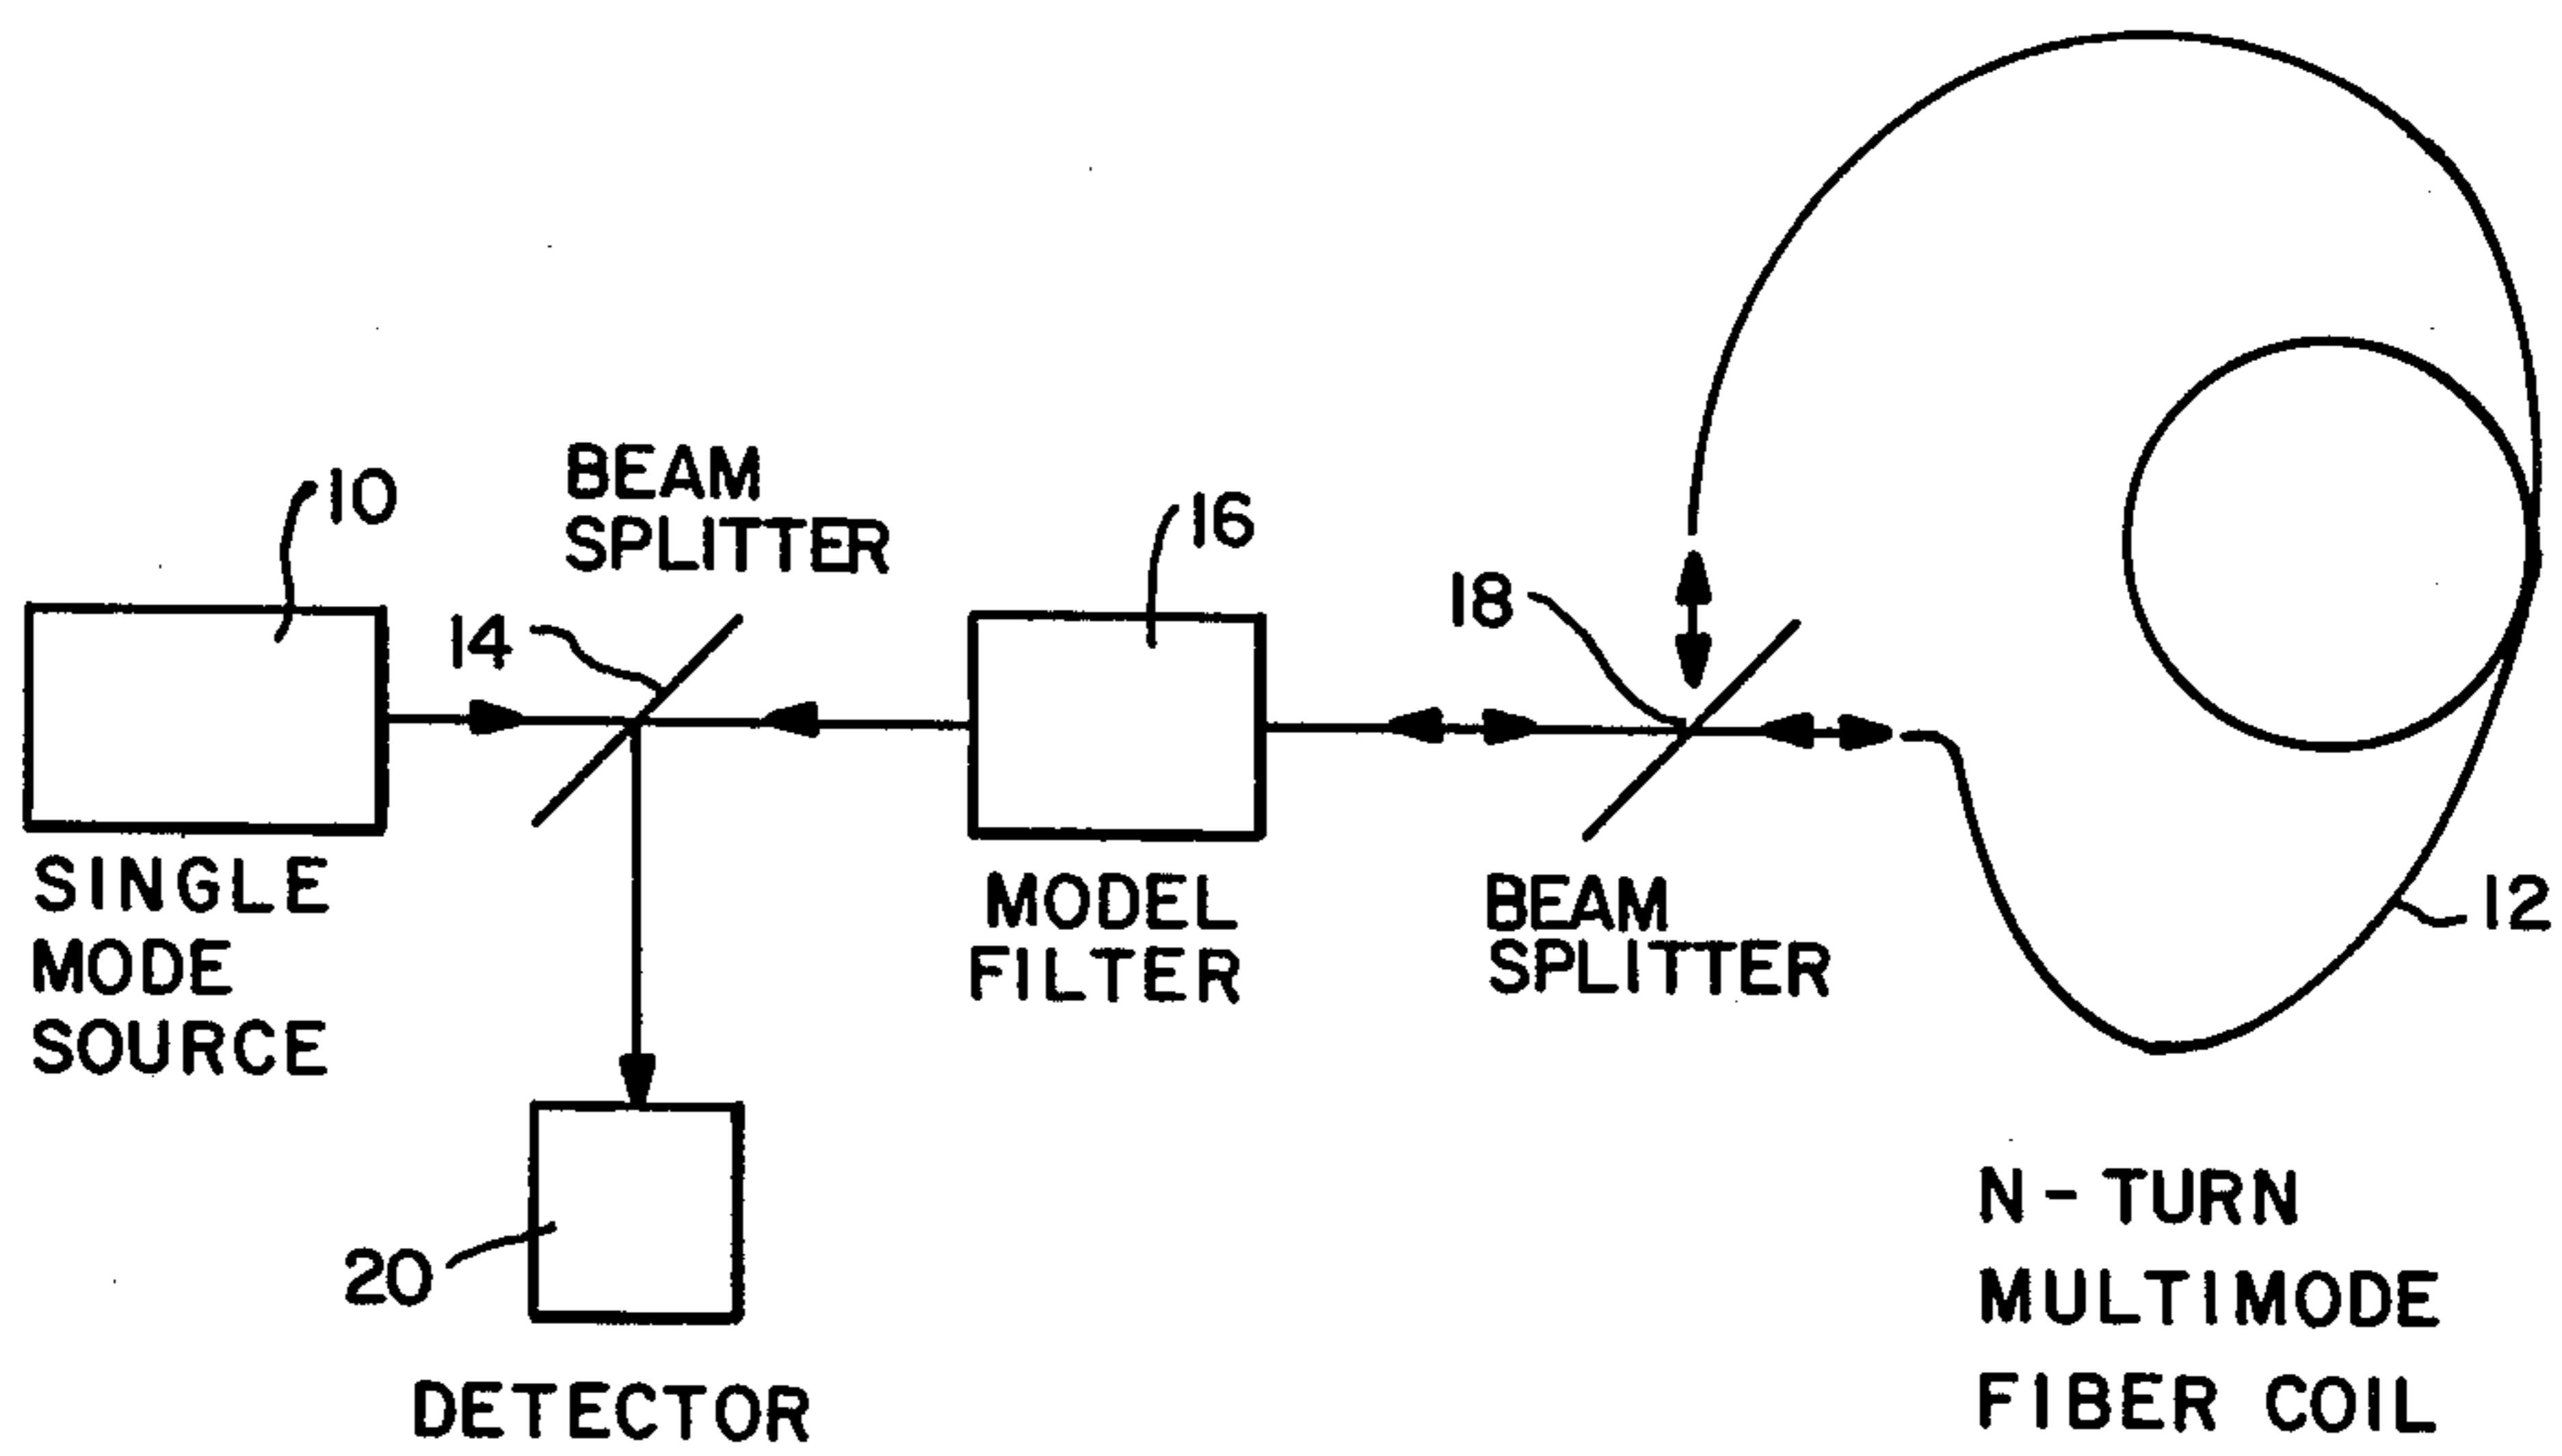 10
BEAM
SPLITTER
14
16
18
SINGLE
MODE
SOURCE
MODEL
FILTER
BEAM
SPLITTER
12
20
DETECTOR
N-TURN
MULTIMODE
FIBER COIL